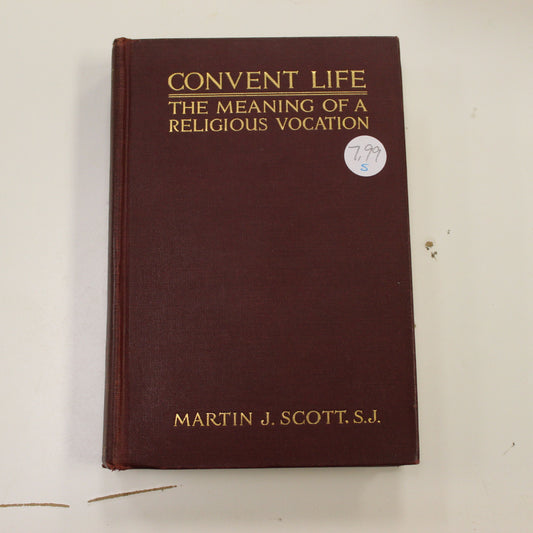 CONVENT LIFE
THE MEANING OF A
RELIGIOUS VOCATION
7.99
S
MARTIN J. SCOTT, S.J.